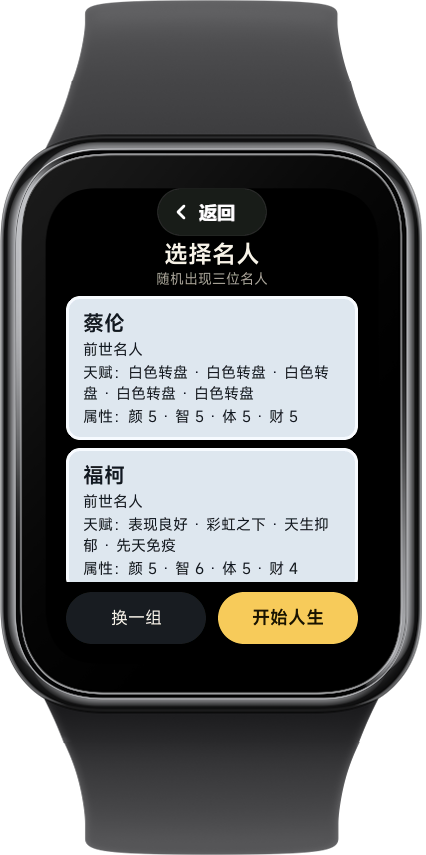 返回
选择名人
随机出现三位名人
蔡伦
前世名人
天赋：白色转盘 · 白色转盘 · 白色转
盘 · 白色转盘 · 白色转盘
属性：颜 5 · 智 5 · 体 5 · 财 5
福柯
前世名人
天赋：表现良好 · 彩虹之下 · 天生抑
郁 · 先天免疫
属性：颜 5 · 智 6 · 体 5 · 财 4
换一组
开始人生